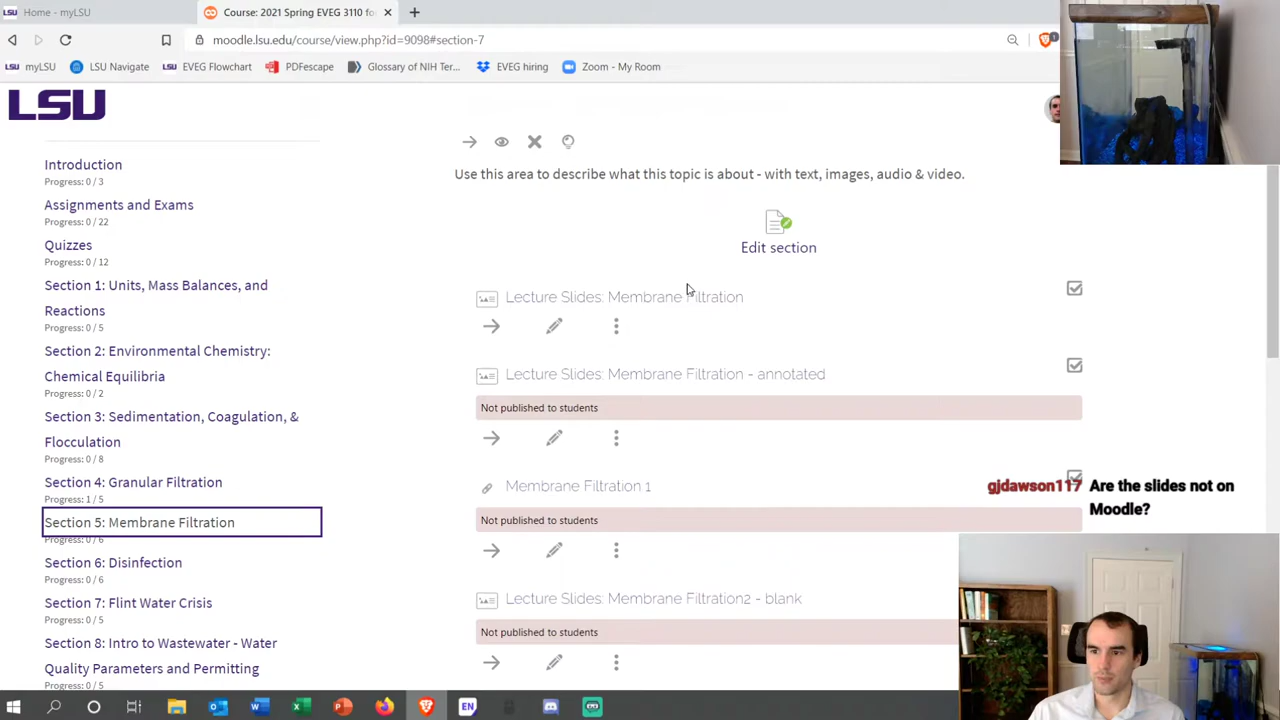 Home - myLSU
Course: 2021 Spring EVEG 3110 fo
moodle.lsu.edu/course/view.php?id=9098#section-7
1
LSU myLSU
LSU Navigate
LSU EVEG Flowchart
PDFescape
Glossary of NIH Ter...
EVEG hiring
Zoom - My Room
LSU
Introduction
Progress: 0 / 3
Assignments and Exams
Progress: 0 / 22
Quizzes
Progress: 0 / 12
Section 1: Units, Mass Balances, and
Reactions
Progress: 0 / 5
Section 2: Environmental Chemistry:
Chemical Equilibria
Progress: 0 / 2
Section 3: Sedimentation, Coagulation, &
Flocculation
Progress: 0 / 8
Section 4: Granular Filtration
Progress: 1 / 5
Section 5: Membrane Filtration
Progress: 0 / 6
Section 6: Disinfection
Progress: 0 / 6
Section 7: Flint Water Crisis
Progress: 0 / 5
Section 8: Intro to Wastewater - Water
Quality Parameters and Permitting
Progress: 0 / 5
Use this area to describe what this topic is about - with text, images, audio & video.
Edit section
Lecture Slides: Membrane Filtration
Lecture Slides: Membrane Filtration - annotated
Not published to students
Membrane Filtration 1
Not published to students
Lecture Slides: Membrane Filtration2 - blank
Not published to students
gjdawson117 Are the slides not on
Moodle?
EN